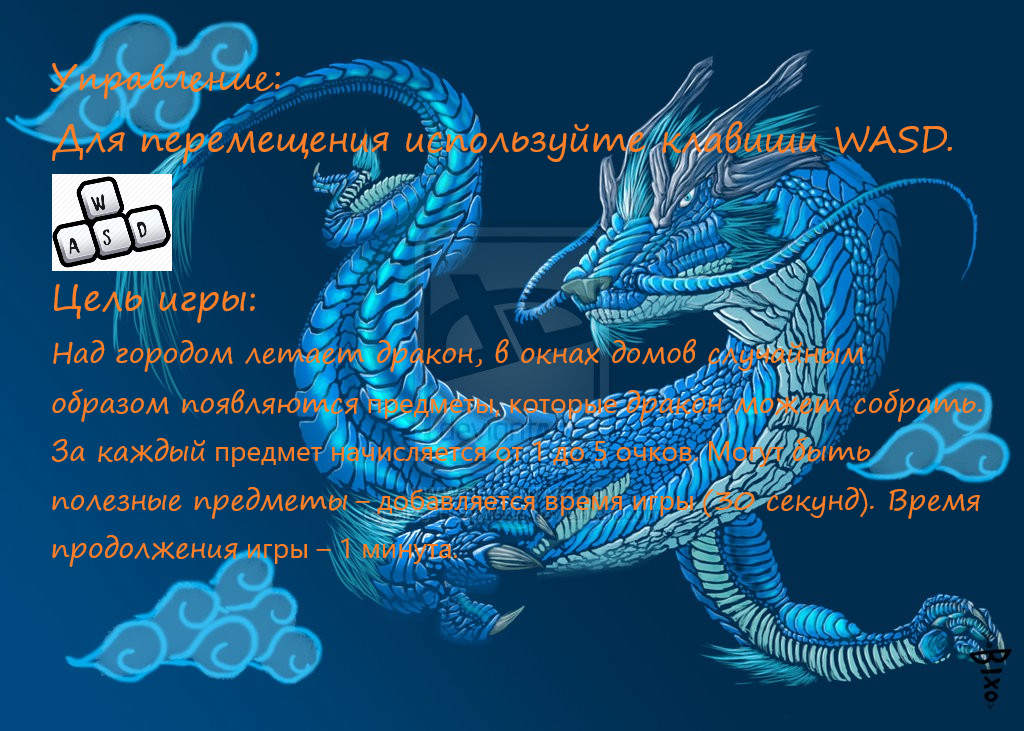 Управление:
Для перемещения используйте клавиши WASD.
W
A S D
Цель игры:
Над городом летает дракон, в окнах домов случайным
образом появляются предметы, которые дракон может собрать.
За каждый предмет начисляется от 1 до 5 очков. Могут быть
полезные предметы – добавляется время игры (30 секунд). Время
продолжения игры – 1 минута.
Blxo